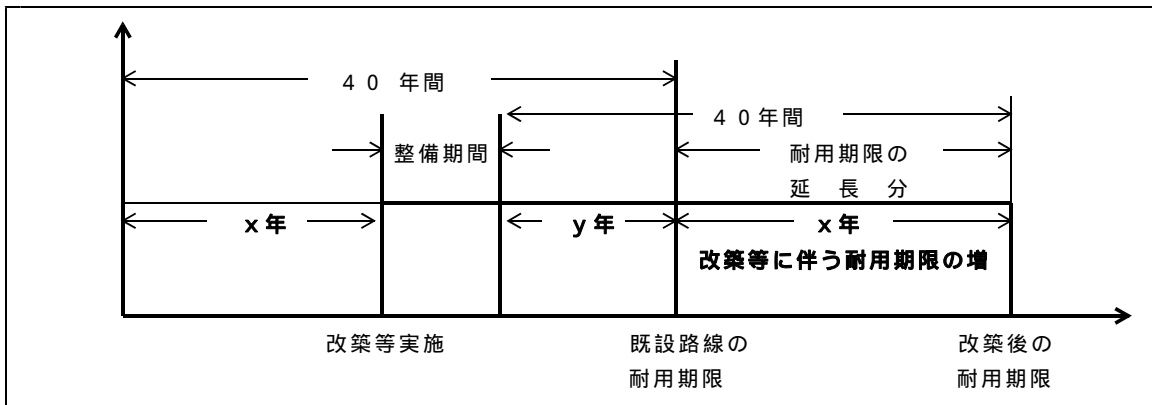 ４０ 年間
４０年間
整備期間
耐用期限の
延 長 分
ｘ年
ｙ年
ｘ年
改築等に伴う耐用期限の増
改築等実施
既設路線の
耐用期限
改築後の
耐用期限